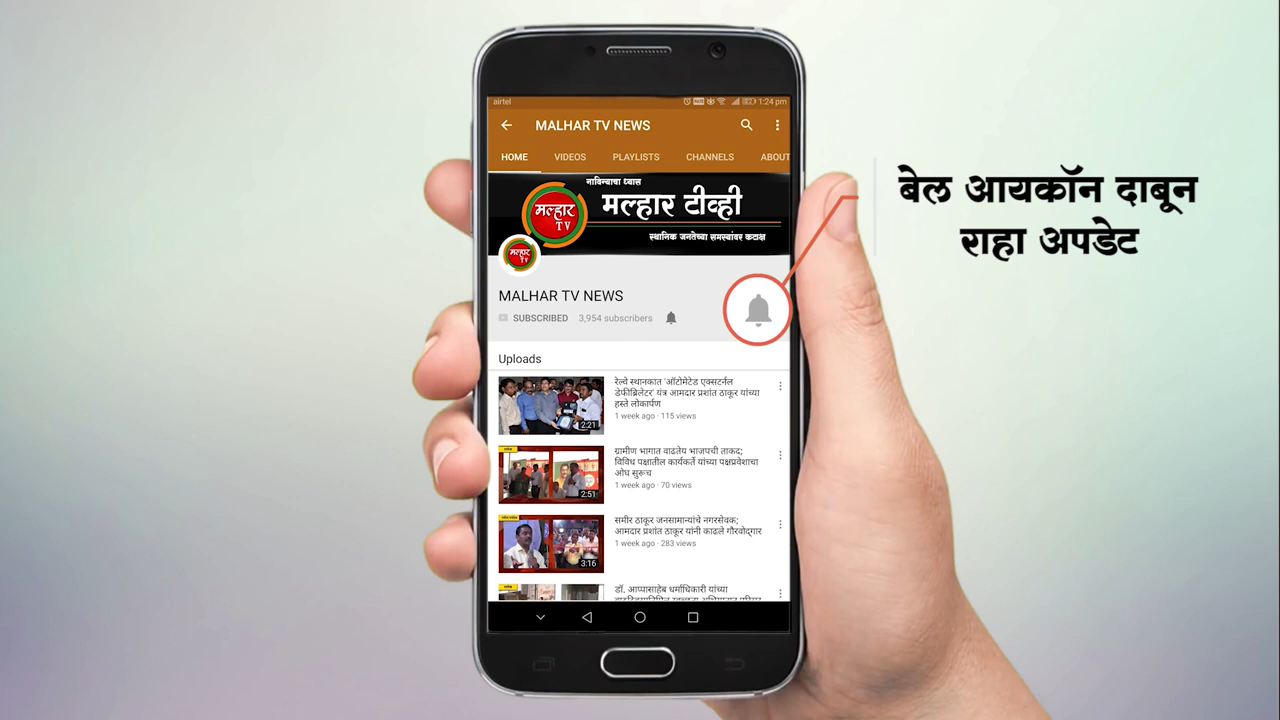 airtel
1:24 pm
MALHAR TV NEWS
HOME VIDEOS PLAYLISTS CHANNELS ABOUT
नाविन्याचा ध्यास
मल्हार टीव्ही
स्थानिक जनतेच्या समस्यांवर कटाक्ष
मल्हार
TV
मल्हार
TV
बेल आयकॉन दाबून
राहा अपडेट
MALHAR TV NEWS
SUBSCRIBED 3,954 subscribers
Uploads
रेल्वे स्थानकात 'ऑटोमेटेड एक्सटर्नल
डेफीब्रिलेटर' यंत्र आमदार प्रशांत ठाकूर यांच्या
हस्ते लोकार्पण
1 week ago · 115 views
2:21
ग्रामीण भागात वाढतेय भाजपची ताकद;
विविध पक्षातील कार्यकर्ते यांच्या पक्षप्रवेशाचा
ओघ सुरूच
1 week ago · 70 views
2:51
समीर ठाकूर जनसामान्यांचे नगरसेवक;
आमदार प्रशांत ठाकूर यांनी काढले गौरवोद्गार
1 week ago · 283 views
3:16
डॉ. आप्पासाहेब धर्माधिकारी यांच्या